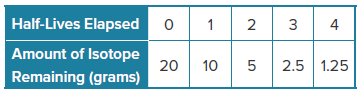 Half-Lives Elapsed 0 1 2 3 4
Amount of Isotope
Remaining (grams) 20 10 5 2.5 1.25